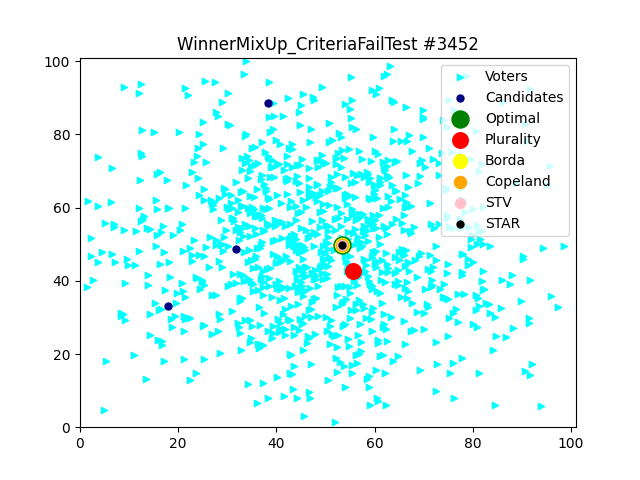 WinnerMixUp_CriteriaFailTest #3452
100
80
60
40
20
0
0 20 40 60 80 100
Voters
Candidates
Optimal
Plurality
Borda
Copeland
STV
STAR